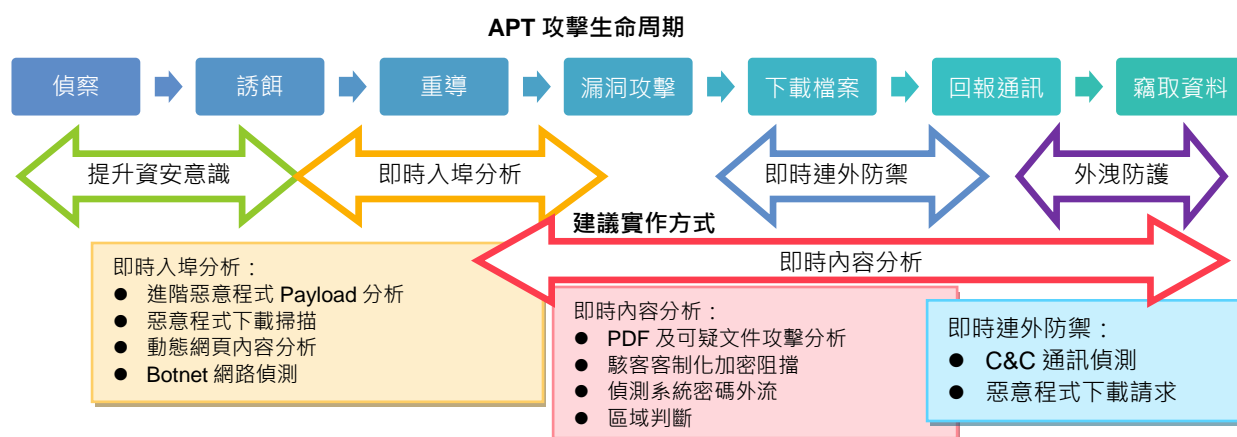 APT 攻擊生命周期
偵察
誘餌
重導
漏洞攻擊
下載檔案
回報通訊
竊取資料
提升資安意識
即時入埠分析
即時連外防禦
外洩防護
建議實作方式
即時內容分析
即時入埠分析：
● 進階惡意程式 Payload 分析
● 惡意程式下載掃描
● 動態網頁內容分析
● Botnet 網路偵測
即時內容分析：
● PDF 及可疑文件攻擊分析
● 駭客客制化加密阻擋
● 偵測系統密碼外流
● 區域判斷
即時連外防禦：
● C&C 通訊偵測
● 惡意程式下載請求